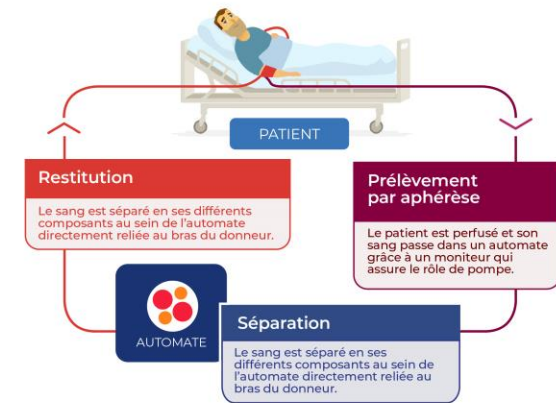 PATIENT
Restitution
Le sang est séparé en ses différents
composants au sein de l'automate
directement reliée au bras du donneur.
Prélèvement
par aphérèse
Le patient est perfusé et son
sang passe dans un automate
grâce à un moniteur qui
assure le rôle de pompe.
AUTOMATE
Séparation
Le sang est séparé en ses
différents composants au sein de
l'automate directement reliée au
bras du donneur.